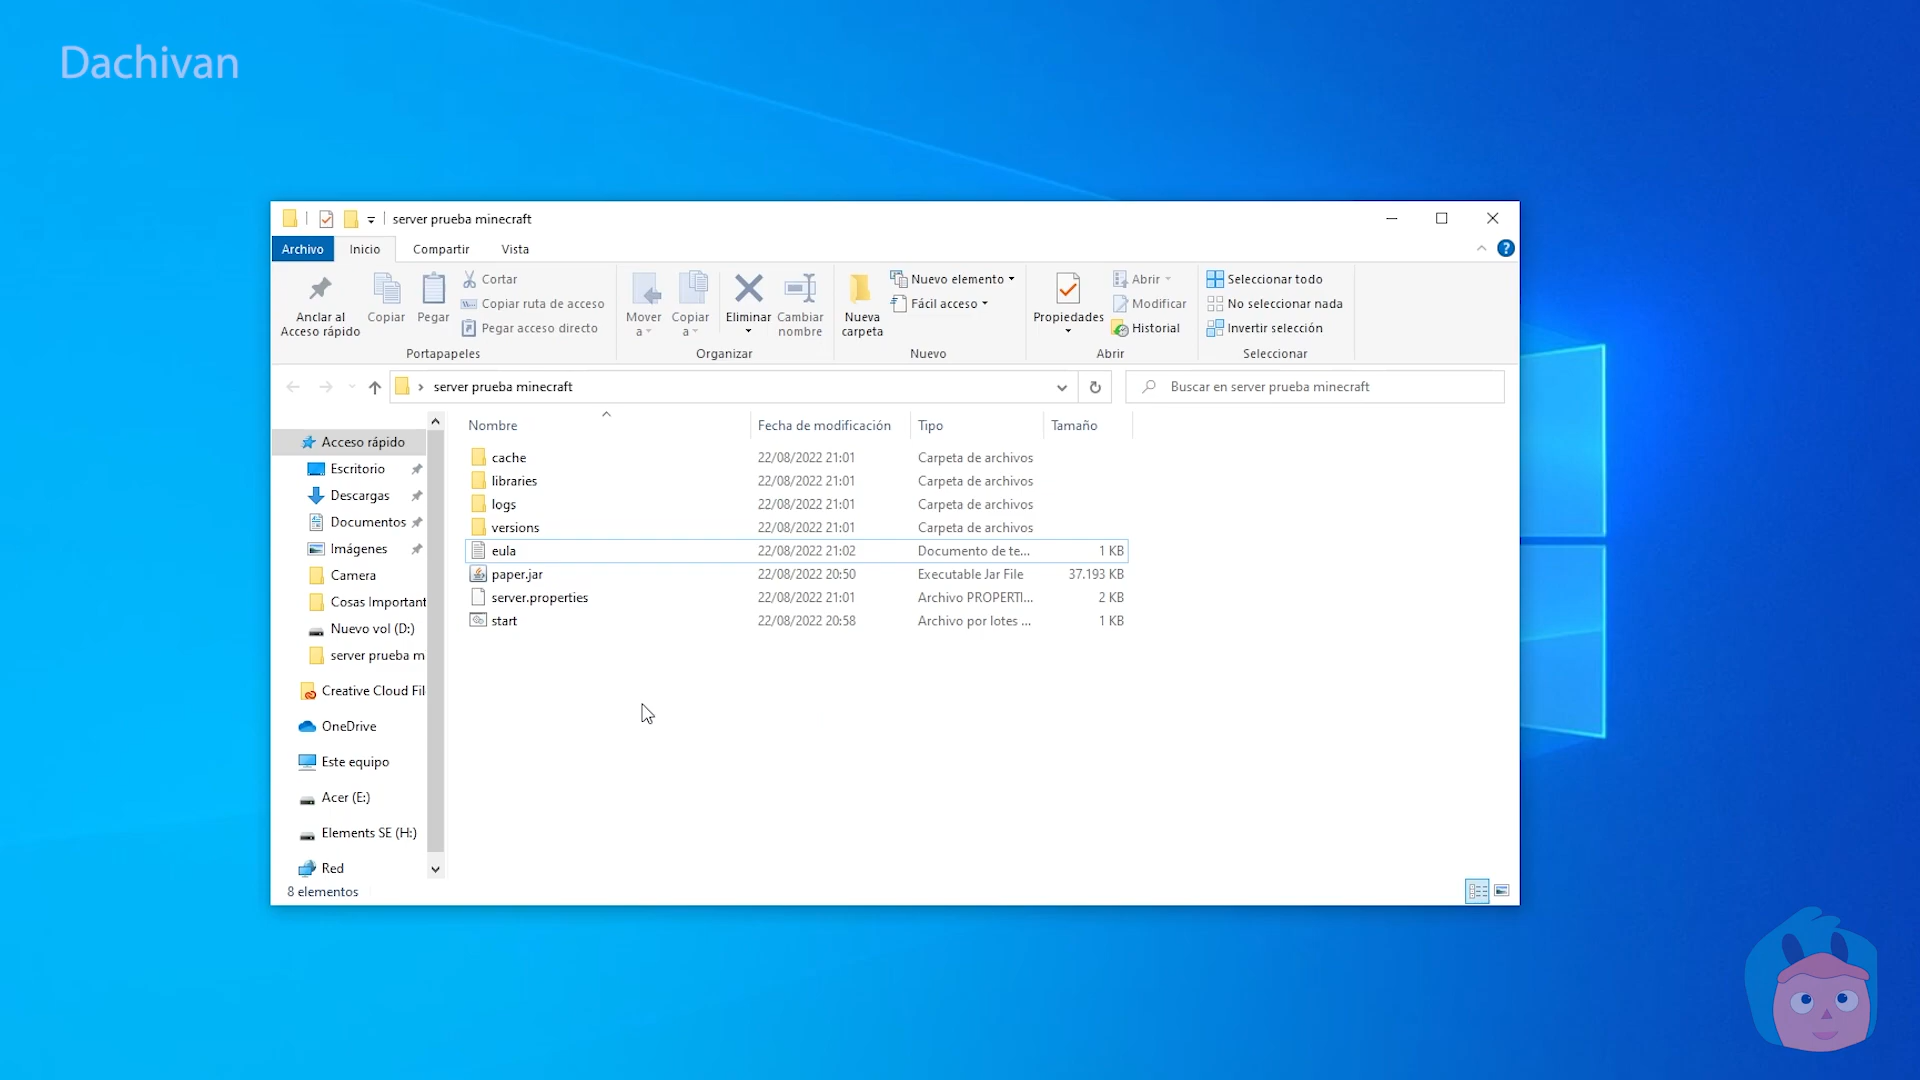 Dachivan
server prueba minecraft
Archivo Inicio Compartir Vista
Anclar al Acceso rápido
Copiar
Pegar
Cortar
Copiar ruta de acceso
Pegar acceso directo
Portapapeles
Mover a
Copiar a
Eliminar
Cambiar nombre
Organizar
Nueva carpeta
Nuevo elemento
Fácil acceso
Nuevo
Propiedades
Abrir
Modificar
Historial
Abrir
Seleccionar todo
No seleccionar nada
Invertir selección
Seleccionar
server prueba minecraft
Buscar en server prueba minecraft
Acceso rápido
Escritorio
Descargas
Documentos
Imágenes
Camera
Cosas Important
Nuevo vol (D:)
server prueba m
Creative Cloud Fil
OneDrive
Este equipo
Acer (E:)
Elements SE (H:)
Red
Nombre Fecha de modificación Tipo Tamaño
cache 22/08/2022 21:01 Carpeta de archivos
libraries 22/08/2022 21:01 Carpeta de archivos
logs 22/08/2022 21:01 Carpeta de archivos
versions 22/08/2022 21:01 Carpeta de archivos
eula 22/08/2022 21:02 Documento de te... 1 KB
paper.jar 22/08/2022 20:50 Executable Jar File 37.193 KB
server.properties 22/08/2022 21:01 Archivo PROPERTI... 2 KB
start 22/08/2022 20:58 Archivo por lotes ... 1 KB
8 elementos